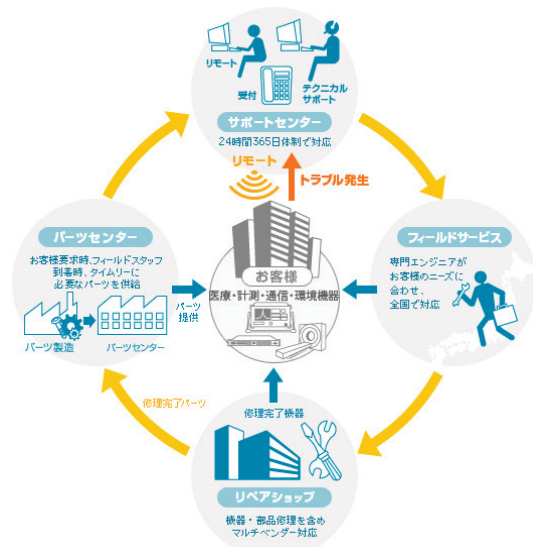 リモート
受付
テクニカル
サポート
サポートセンター
24時間365日体制で対応
リモート
トラブル発生
パーツセンター
お客様要求時、フィールドスタッフ
到着時、タイムリーに
必要なパーツを供給
パーツ製造
パーツセンター
パーツ
提供
お客様
医療・計測・通信・環境機器
フィールドサービス
専門エンジニアが
お客様のニーズに
合わせ、
全国で対応
修理完了パーツ
修理完了機器
リペアショップ
機器・部品修理を含め
マルチベンダー対応